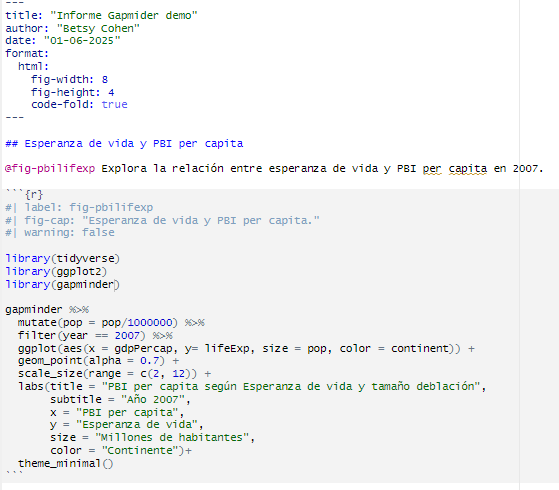 ---
title: "Informe Gapmider demo"
author: "Betsy Cohen"
date: "01-06-2025"
format:
  html:
    fig-width: 8
    fig-height: 4
    code-fold: true
---

## Esperanza de vida y PBI per capita

@fig-pbilifexp Explora la relación entre esperanza de vida y PBI per capita en 2007.

```{r}
#| label: fig-pbilifexp
#| fig-cap: "Esperanza de vida y PBI per capita."
#| warning: false

library(tidyverse)
library(ggplot2)
library(gapminder)

gapminder %>%
  mutate(pop = pop/1000000) %>%
  filter(year == 2007) %>%
  ggplot(aes(x = gdpPercap, y= lifeExp, size = pop, color = continent)) +
  geom_point(alpha = 0.7) +
  scale_size(range = c(2, 12)) +
  labs(title = "PBI per capita según Esperanza de vida y tamaño deblación",
       subtitle = "Año 2007",
       x = "PBI per capita",
       y = "Esperanza de vida",
       size = "Millones de habitantes",
       color = "Continente")+
  theme_minimal()
```